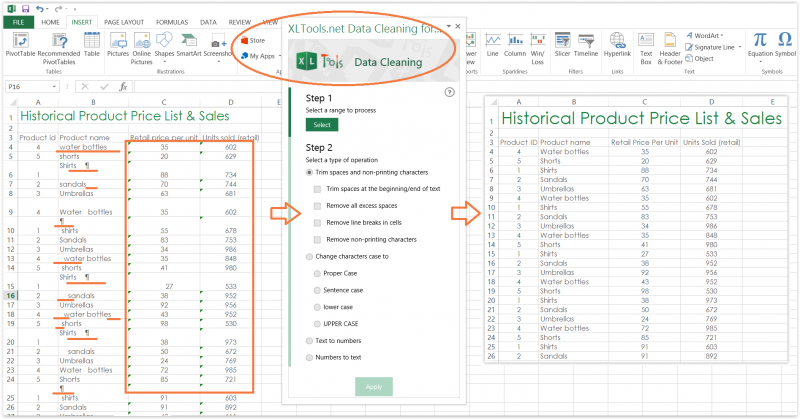 FILE HOME INSERT PAGE LAYOUT FORMULAS DATA REVIEW
PivotTable Recommended PivotTables Table
Tables
Pictures Online Pictures Shapes SmartArt Screenshot
Illustrations
Store
My Apps
XLTools.net Data Cleaning for...
XL Tools Data Cleaning
Line Column Win/Loss
Sparklines
Slicer Timeline
Filters
Hyperlink
Links
Text Box Header & Footer
WordArt
Signature Line
Object
Text
Equation Symbol
Symbols
P16 fx
A B C D
1 Historical Product Price List & Sales
2
3 Product id Product name Retail price per unit Units sold (retail)
4 4 water bottles 35 602
5 5 shorts 20 629
Shirts ¶
6 1 88 734
7 2 sandals ¶ 70 744
8 3 Umbrellas 63 681
9 4 Water bottles 35 602
¶
10 1 shirts 55 678
11 2 Sandals 83 753
12 3 Umbrellas 34 986
13 4 water bottles 35 848
14 5 shorts 41 980
Shirts ¶
15 1 27 533
16 2 sandals 38 952
17 3 Umbrellas 92 956
18 4 water bottles 43 952
19 5 shorts 98 530
Shirts ¶
20 1 38 973
21 2 sandals 50 672
22 3 Umbrellas 24 769
23 4 Water bottles 72 985
24 5 Shorts 85 721
¶
25 1 shirts 91 603
26 2 Sandals 91 892
Step 1
Select a range to process
Select
Step 2
Select a type of operation
Trim spaces and non-printing characters
Trim spaces at the beginning/end of text
Remove all excess spaces
Remove line breaks in cells
Remove non-printing characters
Change characters case to
Proper Case
Sentence case
lower case
UPPER CASE
Text to numbers
Numbers to text
Apply
A B C D
1 Historical Product Price List & Sales
2
3 Product ID Product name Retail Price Per Unit Units Sold (retail)
4 4 Water bottles 35 602
5 5 Shorts 20 629
6 1 Shirts 88 734
7 2 Sandals 70 744
8 3 Umbrellas 63 681
9 4 Water bottles 35 602
10 1 Shirts 55 678
11 2 Sandals 83 753
12 3 Umbrellas 34 986
13 4 Water bottles 35 848
14 5 Shorts 41 980
15 1 Shirts 27 533
16 2 Sandals 38 952
17 3 Umbrellas 92 956
18 4 Water bottles 43 952
19 5 Shorts 98 530
20 1 Shirts 38 973
21 2 Sandals 50 672
22 3 Umbrellas 24 769
23 4 Water bottles 72 985
24 5 Shorts 85 721
25 1 Shirts 91 603
26 2 Sandals 91 892